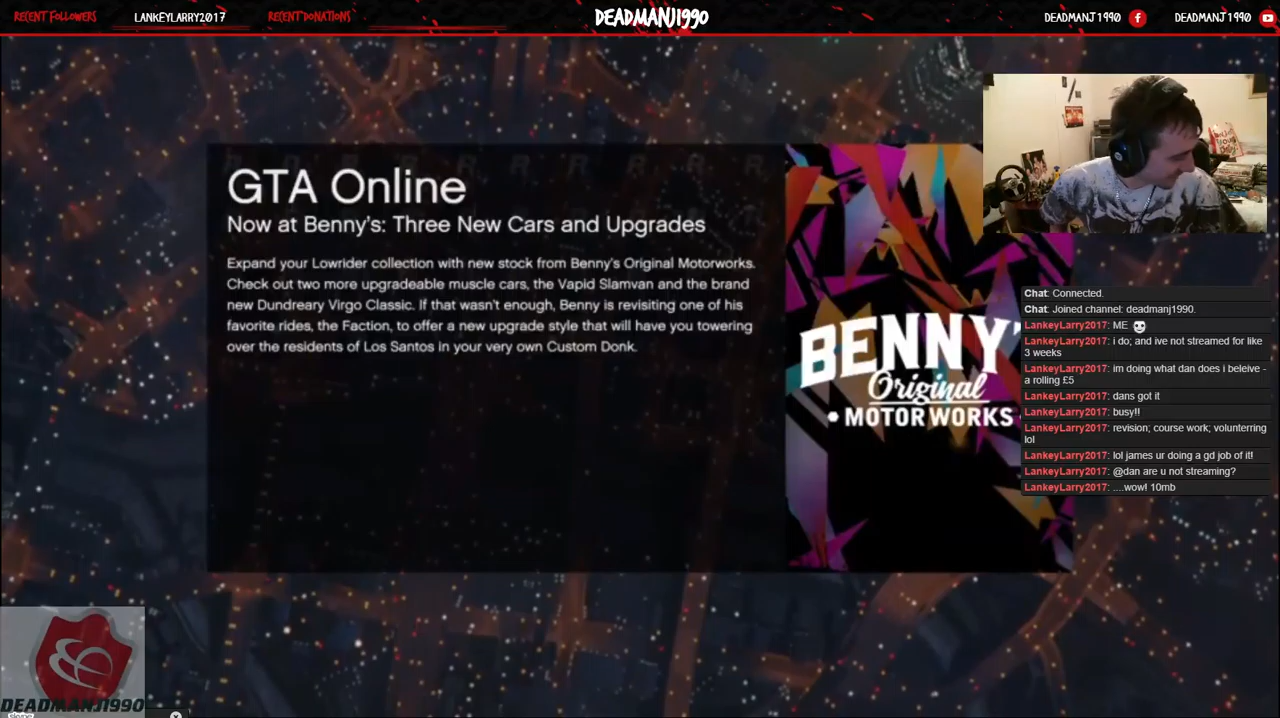 RECENT FOLLOWERS
LANKEYLARRY2017
RECENT DONATIONS
DEADMANJ1990
DEADMANJ1990
DEADMANJ1990
GTA Online
Now at Benny's: Three New Cars and Upgrades
Expand your Lowrider collection with new stock from Benny's Original Motorworks.
Check out two more upgradeable muscle cars, the Vapid Slamvan and the brand
new Dundreary Virgo Classic. If that wasn't enough, Benny is revisiting one of his
favorite rides, the Faction, to offer a new upgrade style that will have you towering
over the residents of Los Santos in your very own Custom Donk.
BENNY'
Original
MOTOR WORKS
Chat: Connected.
Chat: Joined channel: deadmanj1990.
LankeyLarry2017: ME
LankeyLarry2017: i do; and ive not streamed for like
3 weeks
LankeyLarry2017: im doing what dan does i beleive -
a rolling £5
LankeyLarry2017: dans got it
LankeyLarry2017: busy!!
LankeyLarry2017: revision; course work; volunterring
lol
LankeyLarry2017: lol james ur doing a gd job of it!
LankeyLarry2017: @dan are u not streaming?
LankeyLarry2017: ....wow! 10mb
DEADMANJ1990